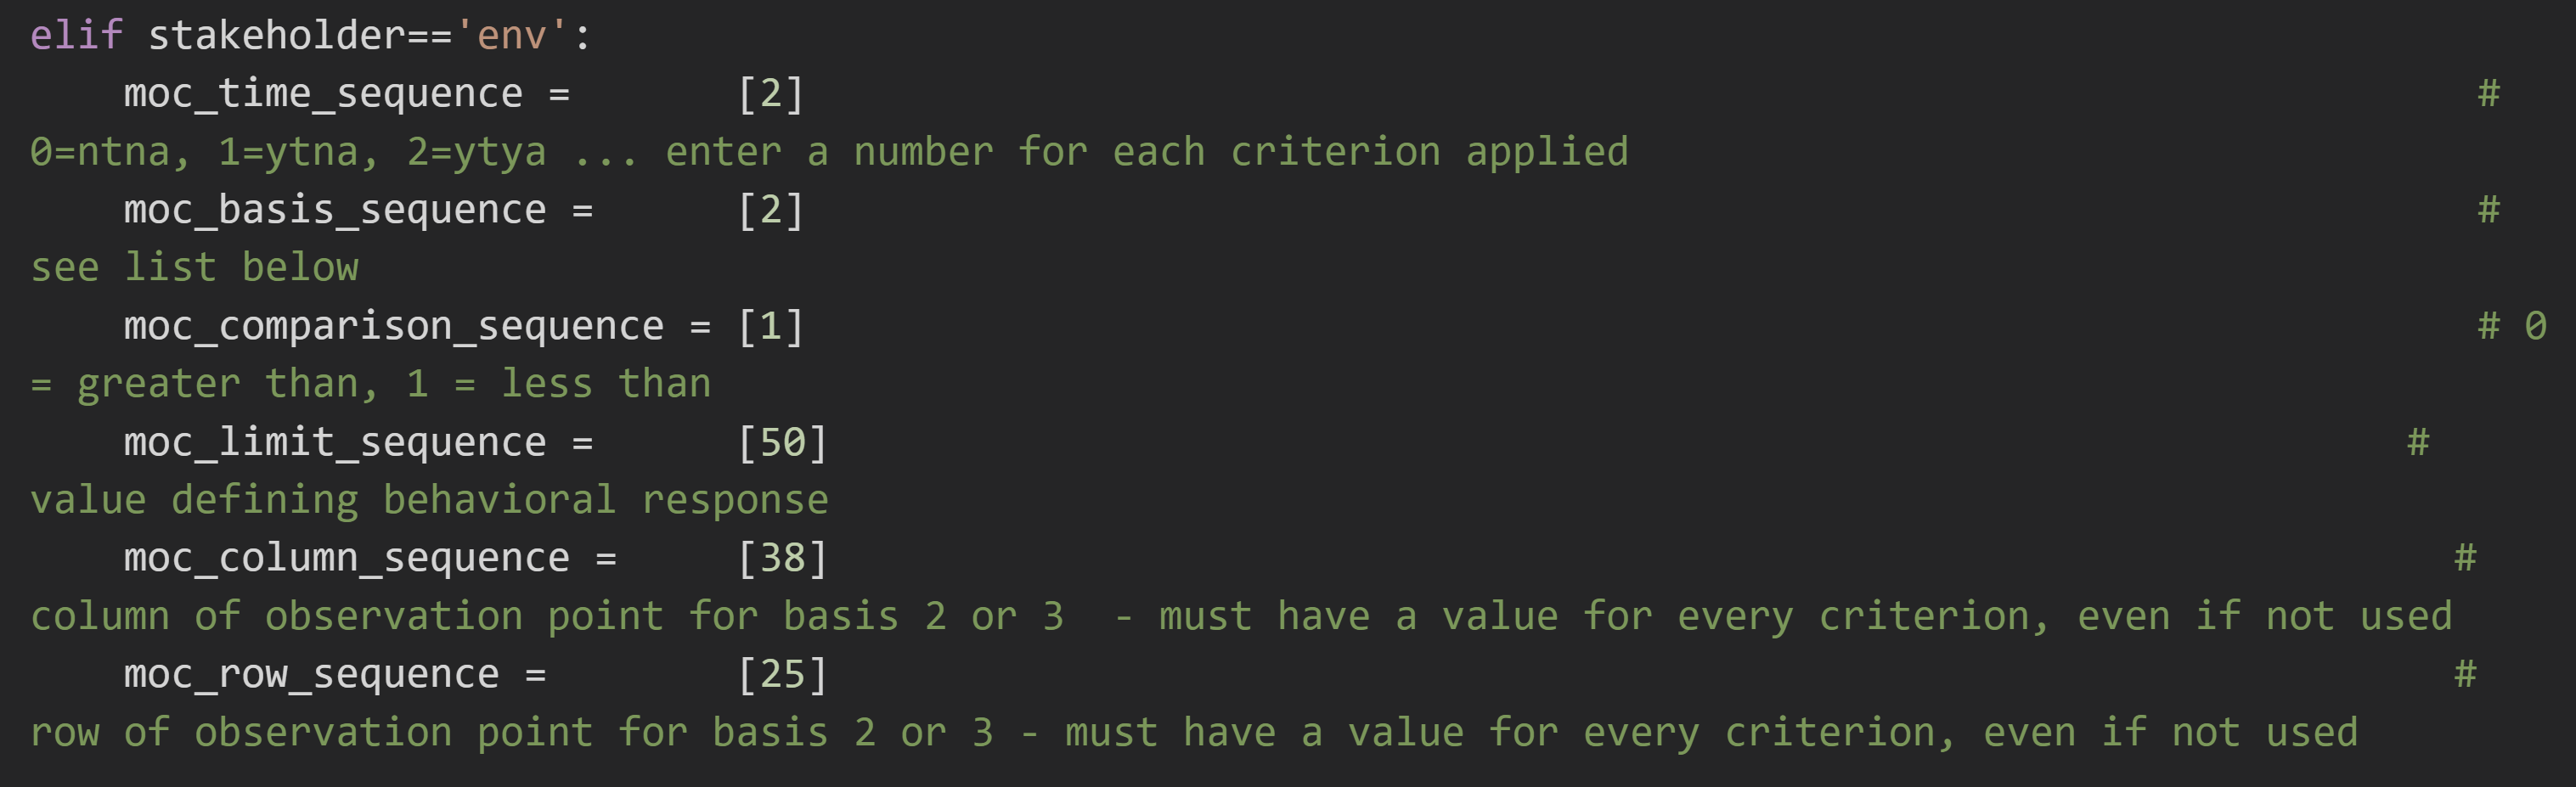 elif stakeholder=='env':
    moc_time_sequence =       [2]                                                                       #
0=ntna, 1=ytna, 2=ytya ... enter a number for each criterion applied
    moc_basis_sequence =      [2]                                                                       #
see list below
    moc_comparison_sequence = [1]                                                                       # 0
= greater than, 1 = less than
    moc_limit_sequence =      [50]                                                                   #
value defining behavioral response
    moc_column_sequence =     [38]                                                                     #
column of observation point for basis 2 or 3  - must have a value for every criterion, even if not used
    moc_row_sequence =        [25]                                                                     #
row of observation point for basis 2 or 3 - must have a value for every criterion, even if not used